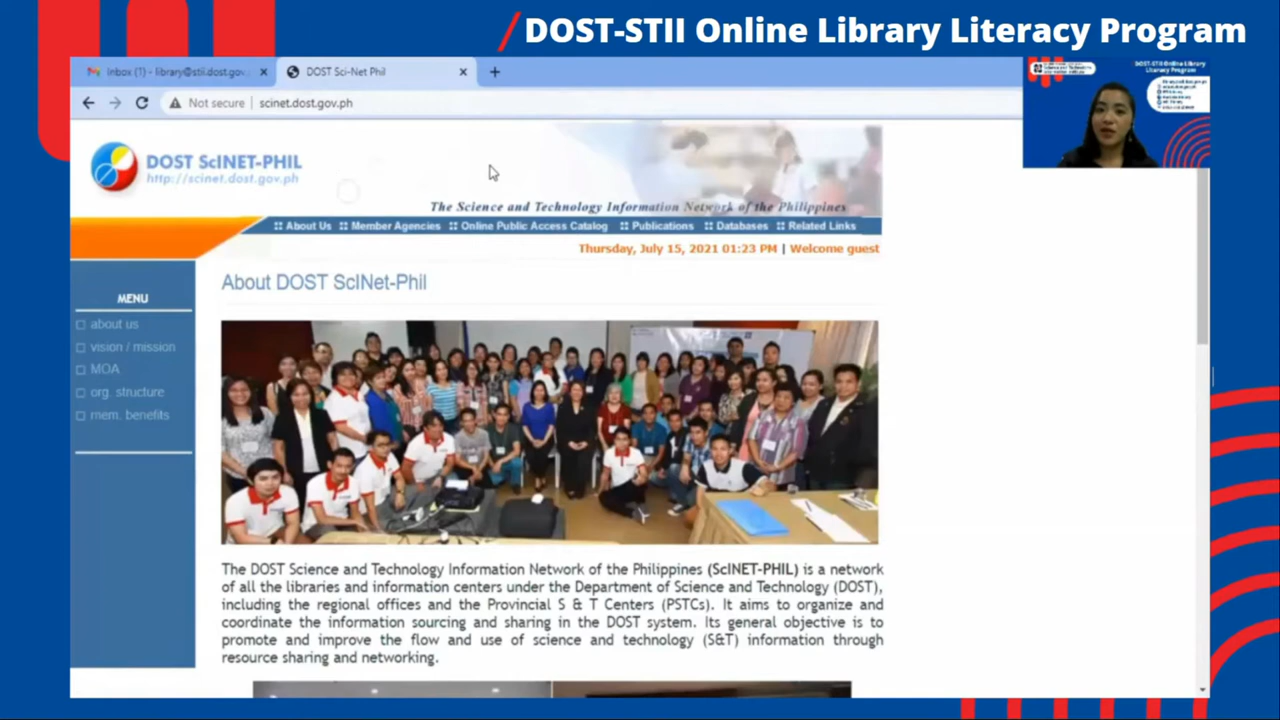 DOST-STII Online Library Literacy Program
Inbox (1) - library@stii.dost.gov.
DOST Sci-Net Phil
Not secure
scinet.dost.gov.ph
DOST-STII Online Library
Literacy Program
DOST ScINET-PHIL
http://scinet.dost.gov.ph
The Science and Technology Information Network of the Philippines
About Us
Member Agencies
Online Public Access Catalog
Publications
Databases
Related Links
Thursday, July 15, 2021 01:23 PM | Welcome guest
MENU
about us
vision / mission
MOA
org. structure
mem. benefits
About DOST ScINet-Phil
The DOST Science and Technology Information Network of the Philippines (ScINET-PHIL) is a network
of all the libraries and information centers under the Department of Science and Technology (DOST),
including the regional offices and the Provincial S & T Centers (PSTCs). It aims to organize and
coordinate the information sourcing and sharing in the DOST system. Its general objective is to
promote and improve the flow and use of science and technology (S&T) information through
resource sharing and networking.